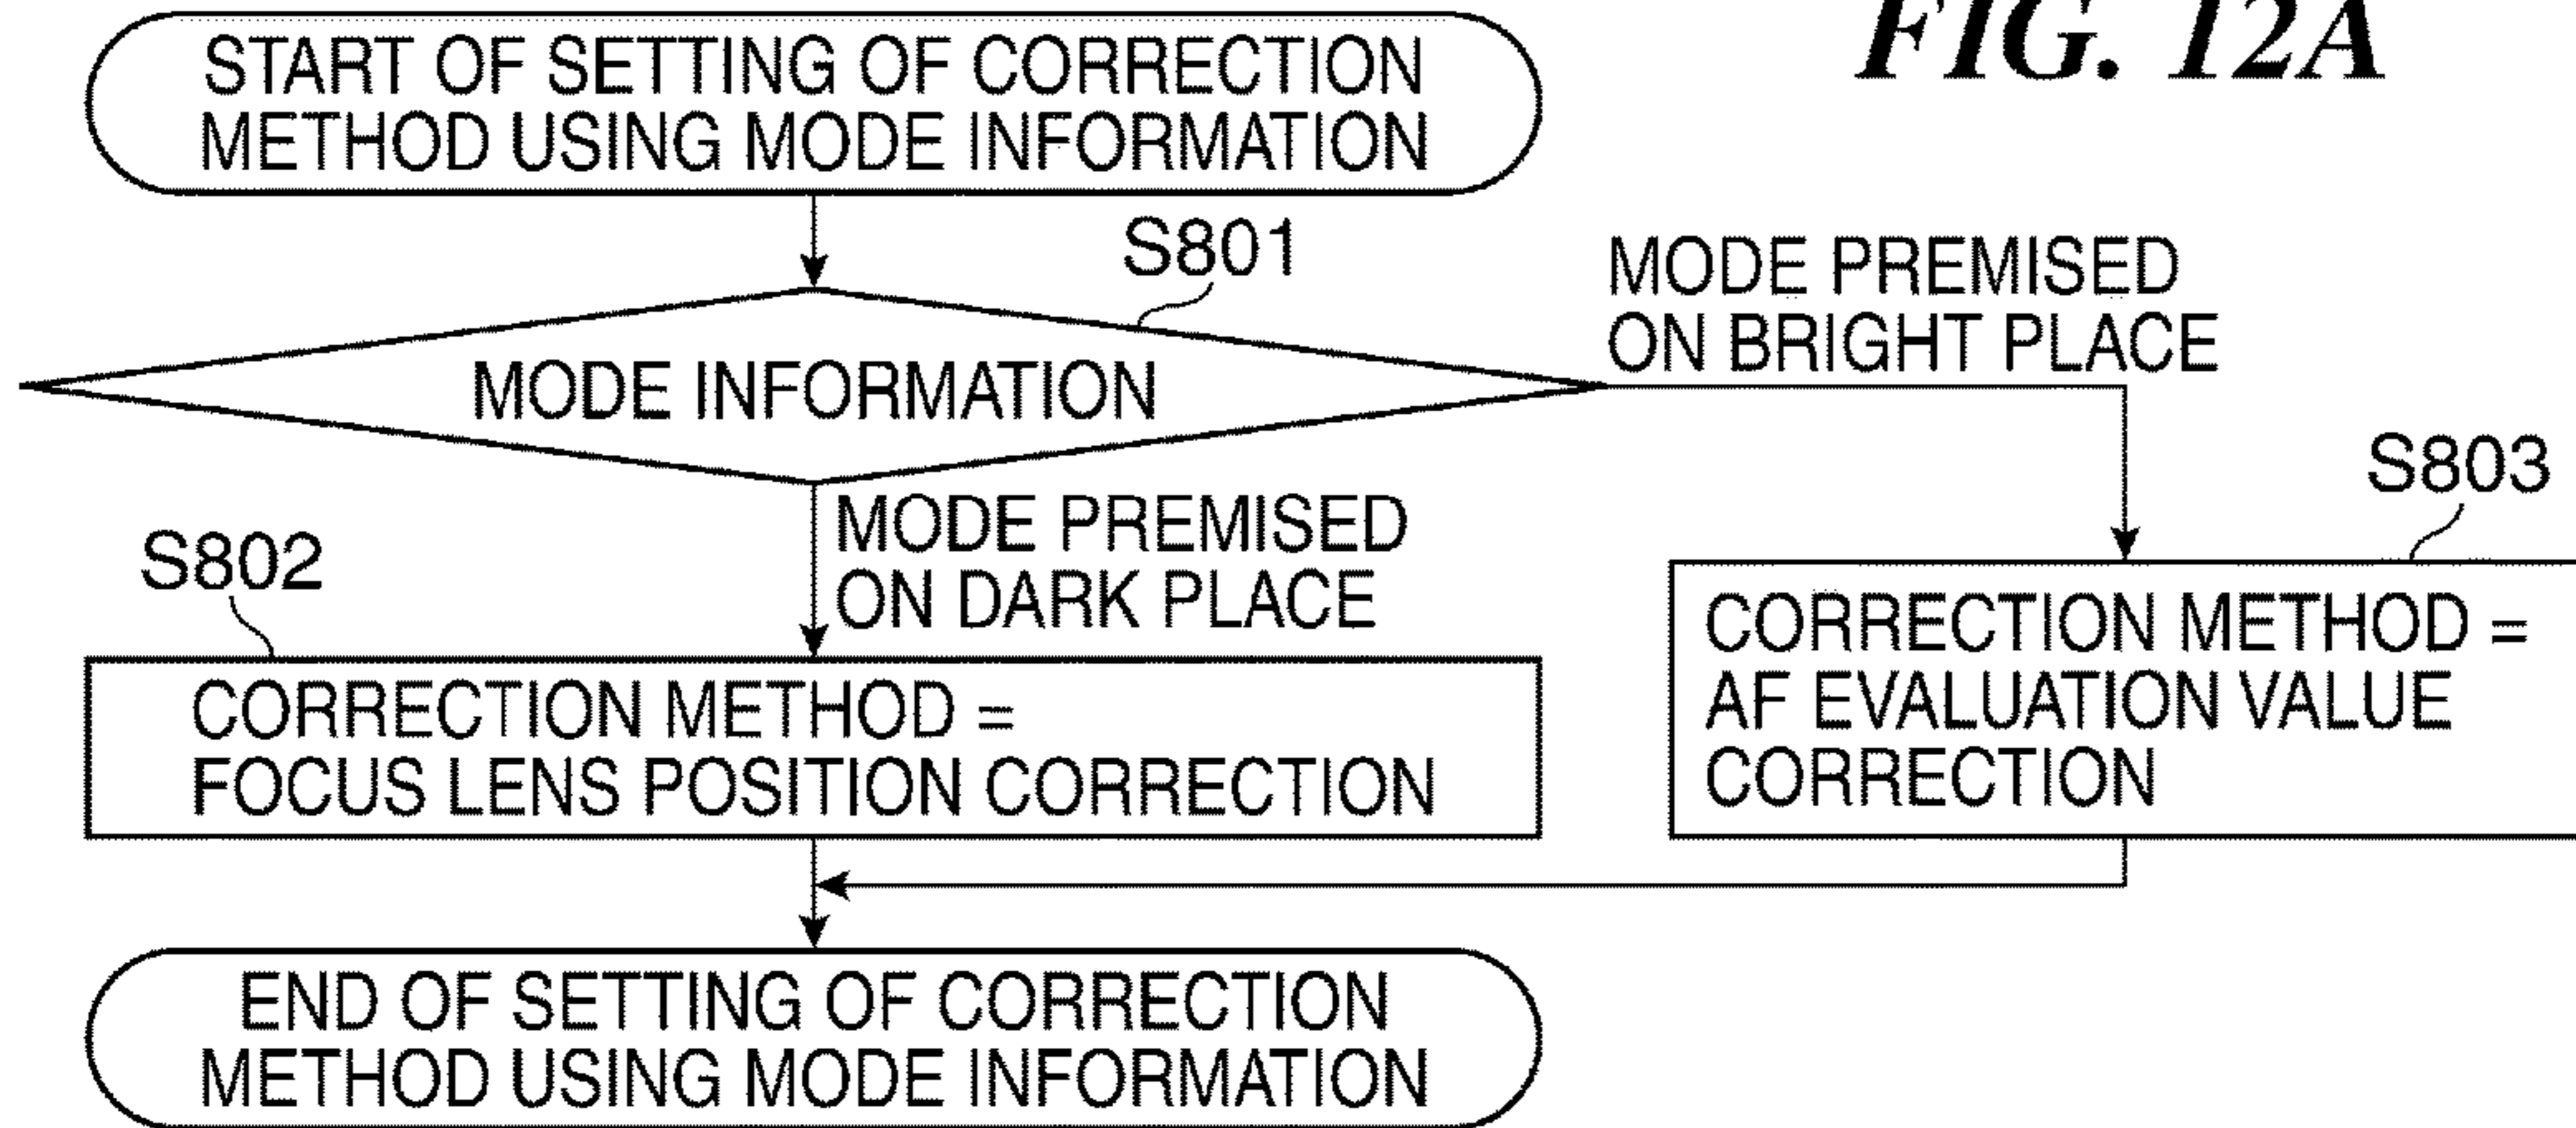 FIG. 12A
START OF SETTING OF CORRECTION
METHOD USING MODE INFORMATION
S801
MODE INFORMATION
MODE PREMISED
ON BRIGHT PLACE
MODE PREMISED
ON DARK PLACE
S802
CORRECTION METHOD =
FOCUS LENS POSITION CORRECTION
S803
CORRECTION METHOD =
AF EVALUATION VALUE
CORRECTION
END OF SETTING OF CORRECTION
METHOD USING MODE INFORMATION